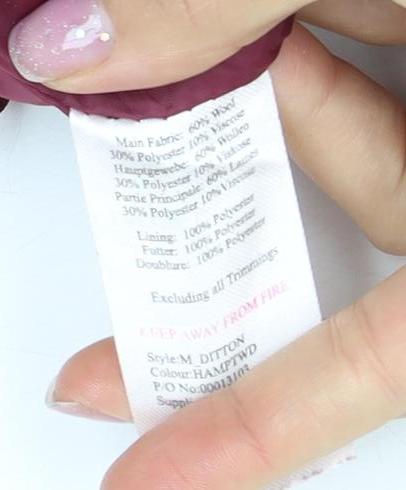 Main Fabric: 60% Wool
30% Polyester 10% Viscose
Hauptgewebe: 60% Wollen
30% Polyester 10% Viskose
Partie Principale: 60% Laines
30% Polyester 10% Viscose
Lining: 100% Polyester
Futter: 100% Polyester
Doublure: 100% Polyester
Excluding all Trimmings
KEEP AWAY FROM FIRE
Style:M_DITTON
Colour:HAMPTWD
P/O No:00013103